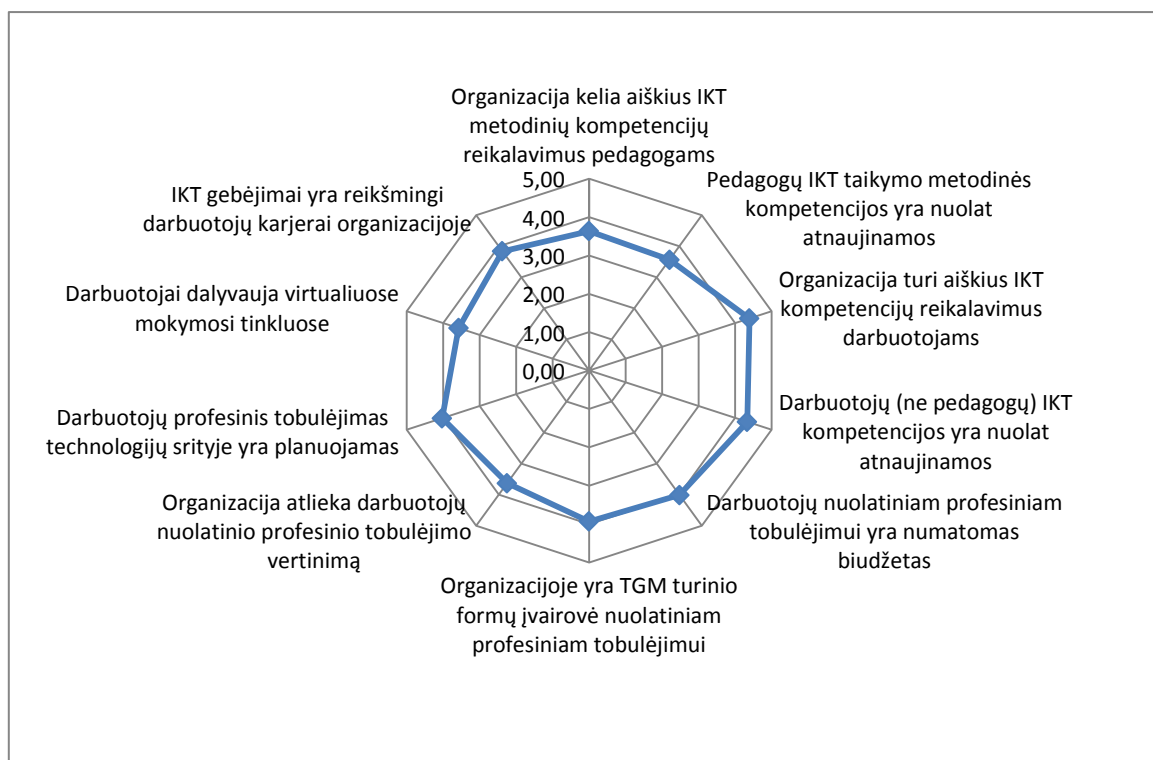 Organizacija kelia aiškius IKT
metodinių kompetencijų
reikalavimus pedagogams
Pedagogų IKT taikymo metodinės
kompetencijos yra nuolat
atnaujinamos
Organizacija turi aiškius IKT
kompetencijų reikalavimus
darbuotojams
Darbuotojų (ne pedagogų) IKT
kompetencijos yra nuolat
atnaujinamos
Darbuotojų nuolatiniam profesiniam
tobulėjimui yra numatomas
biudžetas
Organizacijoje yra TGM turinio
formų įvairovė nuolatiniam
profesiniam tobulėjimui
Organizacija atlieka darbuotojų
nuolatinio profesinio tobulėjimo
vertinimą
Darbuotojų profesinis tobulėjimas
technologijų srityje yra planuojamas
Darbuotojai dalyvauja virtualiuose
mokymosi tinkluose
IKT gebėjimai yra reikšmingi
darbuotojų karjerai organizacijoje
5,00
4,00
3,00
2,00
1,00
0,00